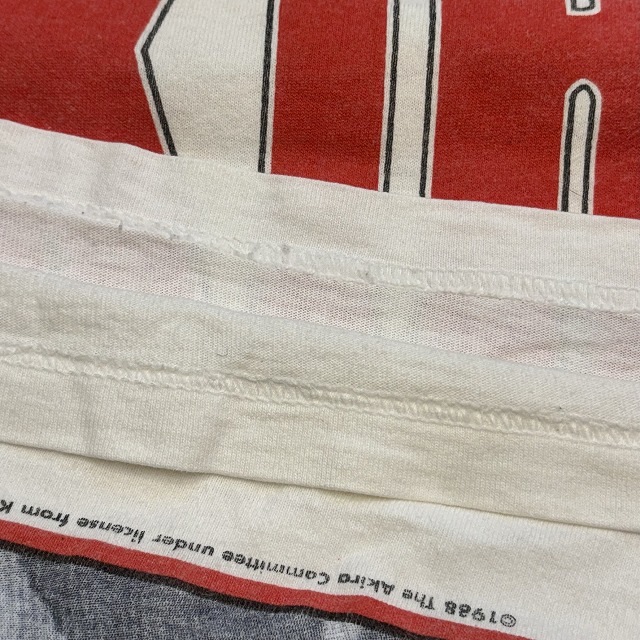 ©1988 The Akira Committee under license from K